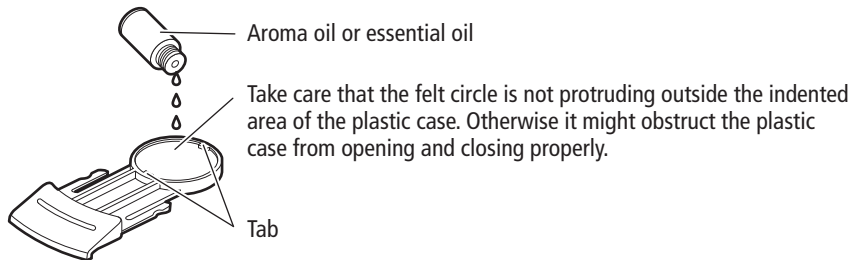 Aroma oil or essential oil
Take care that the felt circle is not protruding outside the indented
area of the plastic case. Otherwise it might obstruct the plastic
case from opening and closing properly.
Tab